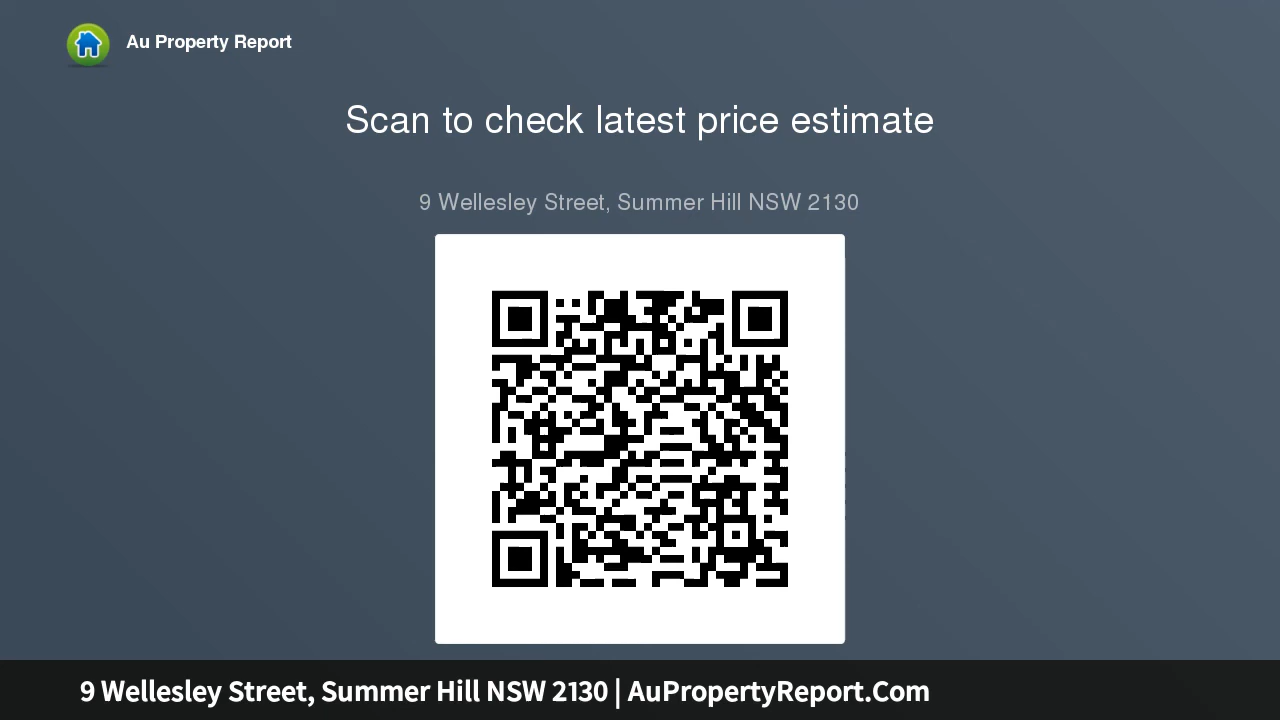 Au Property Report
Scan to check latest price estimate
9 Wellesley Street, Summer Hill NSW 2130
9 Wellesley Street, Summer Hill NSW 2130 | AuPropertyReport.Com